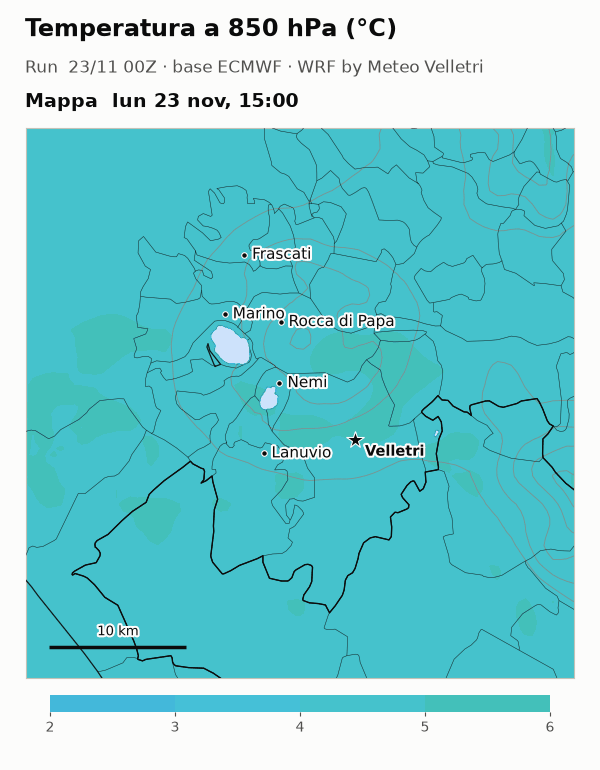 Temperatura a 850 hPa (°C)
Run  23/11 00Z · base ECMWF · WRF by Meteo Velletri
Mappa  lun 23 nov, 15:00
Frascati
Marino
Rocca di Papa
Nemi
Velletri
Lanuvio
10 km
2 3 4 5 6